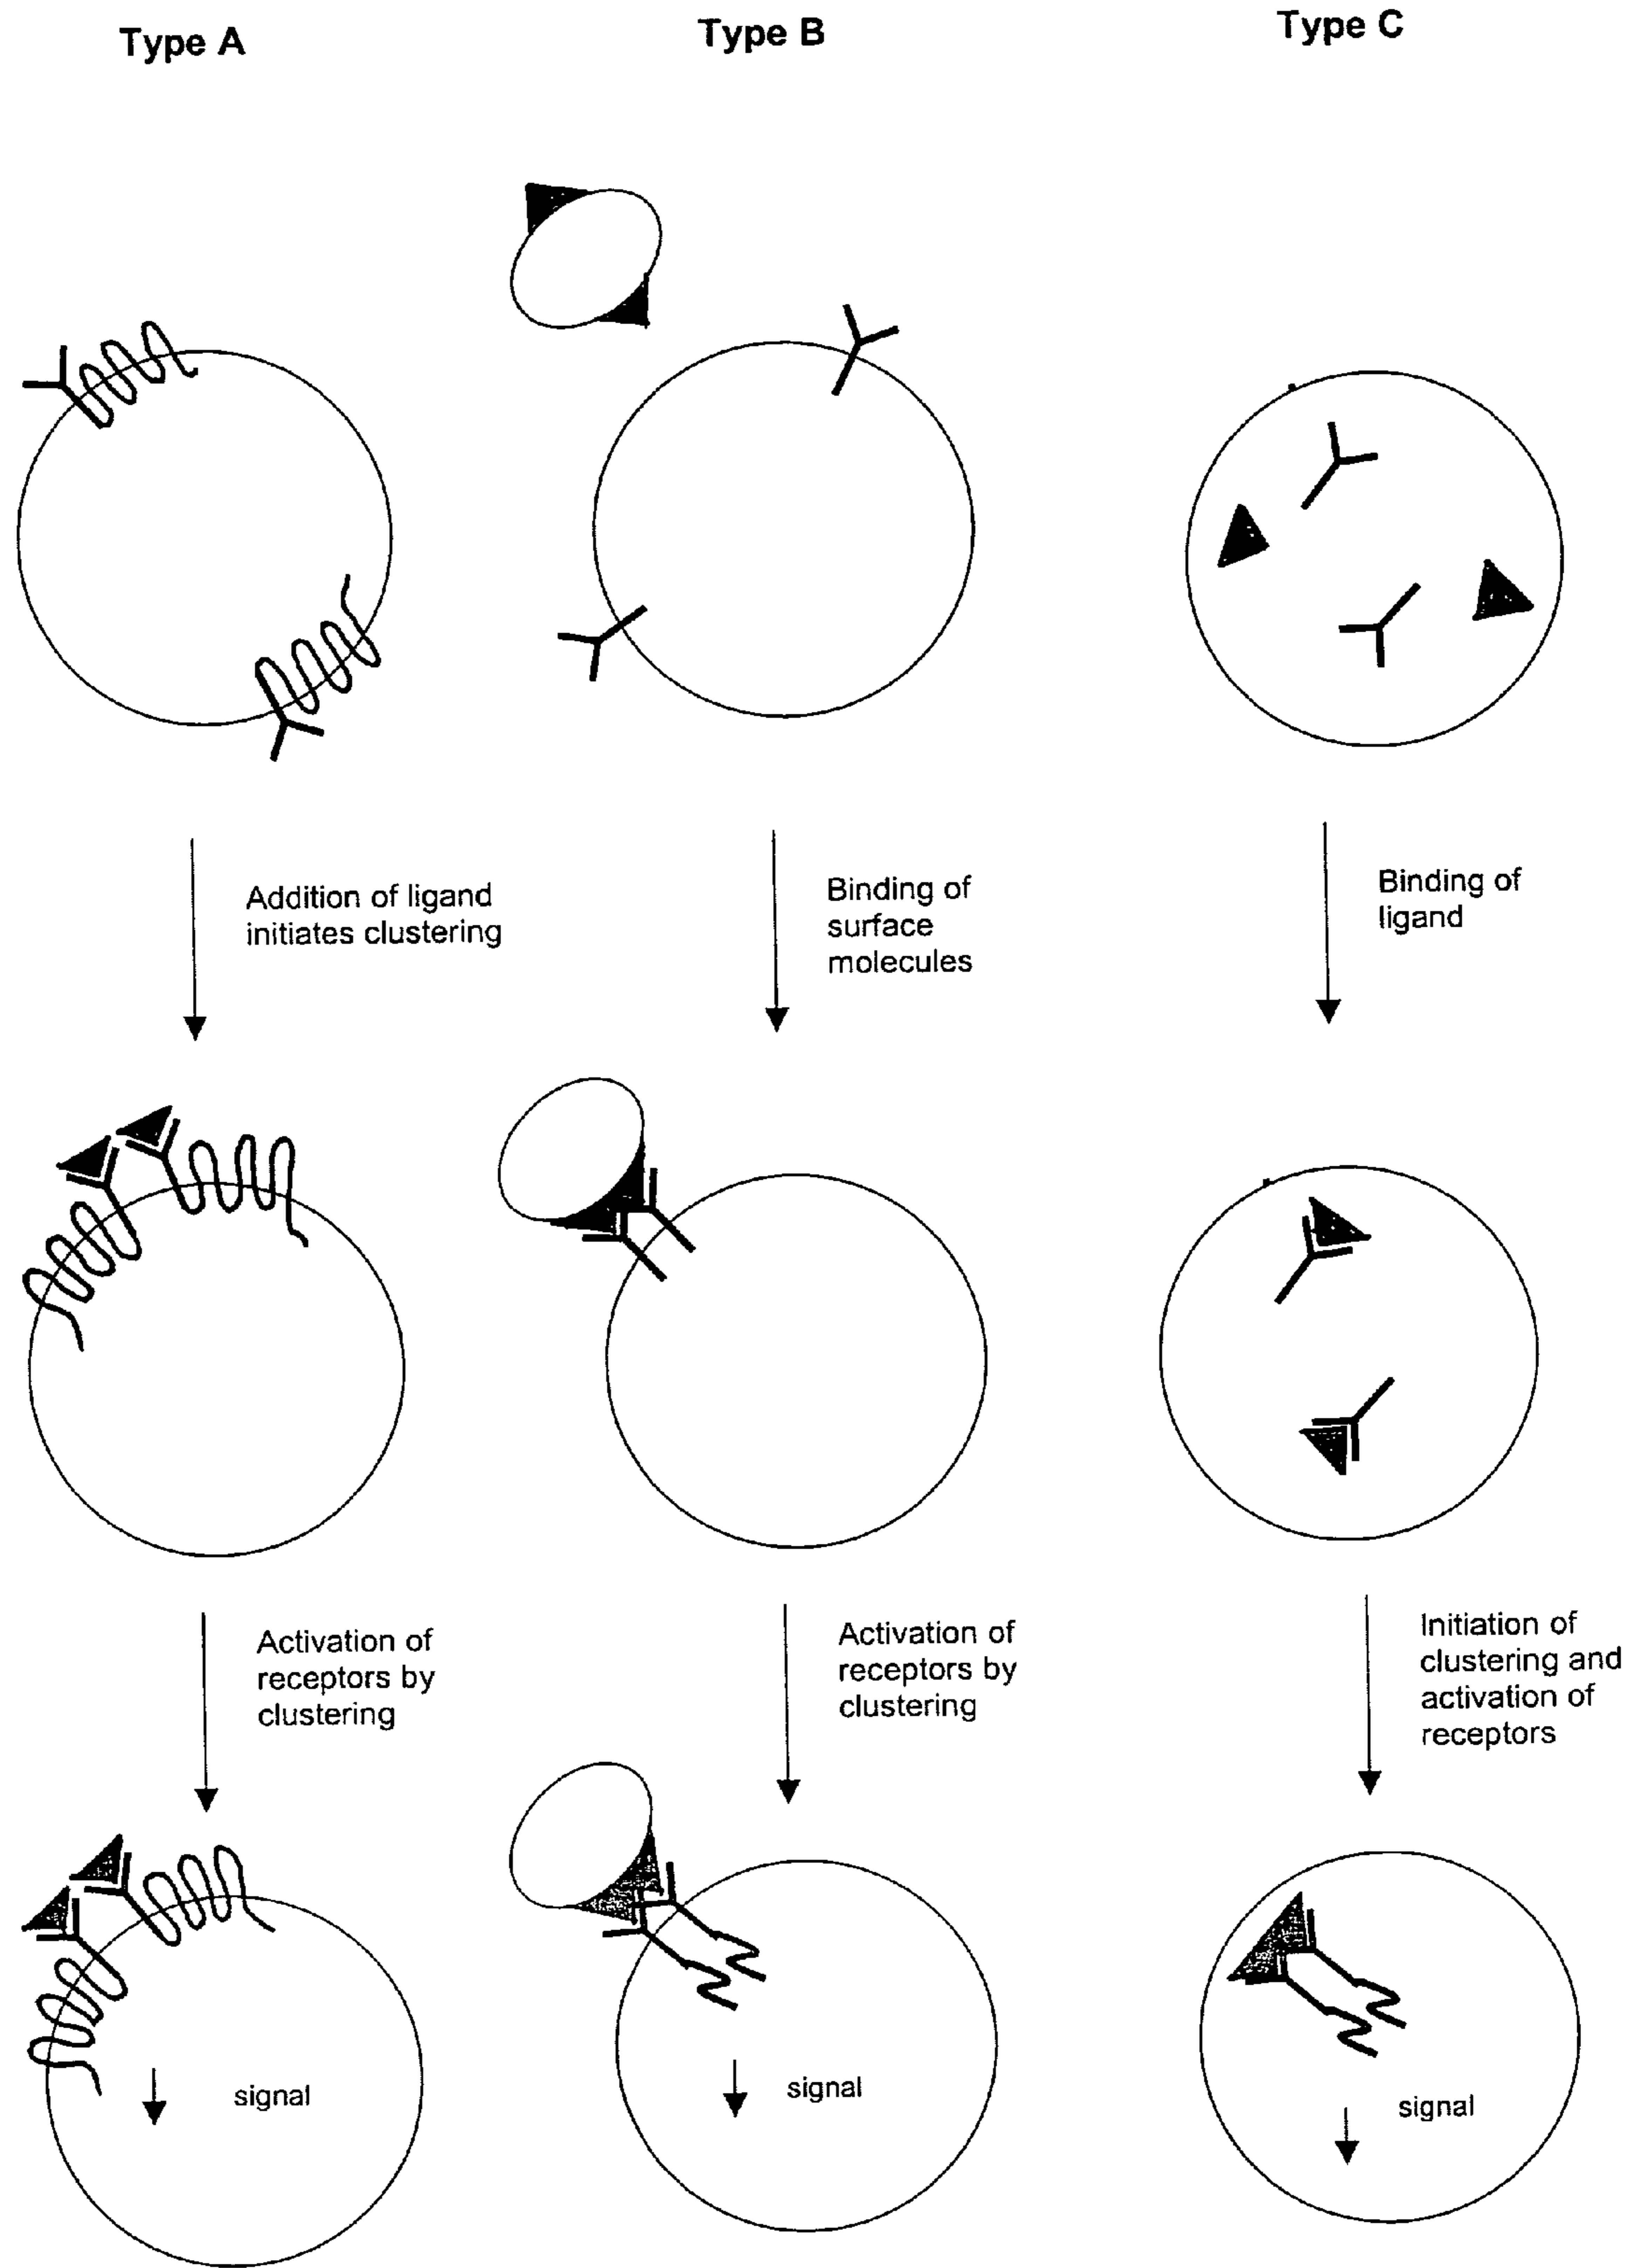 Type A
Type B
Type C
Addition of ligand
initiates clustering
Binding of
surface
molecules
Binding of
ligand
Activation of
receptors by
clustering
Activation of
receptors by
clustering
Initiation of
clustering and
activation of
receptors
signal
signal
signal